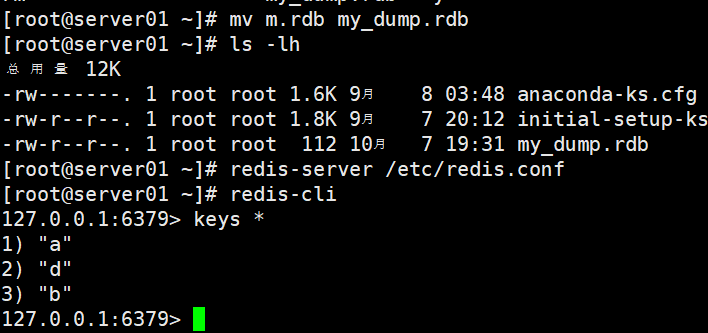 my_dump.rdb
[root@server01 ~]# mv m.rdb my_dump.rdb
[root@server01 ~]# ls -lh
总用量 12K
-rw-------. 1 root root 1.6K 9月 8 03:48 anaconda-ks.cfg
-rw-r--r--. 1 root root 1.8K 9月 7 20:12 initial-setup-ks
-rw-r--r--. 1 root root 112 10月 7 19:31 my_dump.rdb
[root@server01 ~]# redis-server /etc/redis.conf
[root@server01 ~]# redis-cli
127.0.0.1:6379> keys *
1) "a"
2) "d"
3) "b"
127.0.0.1:6379>